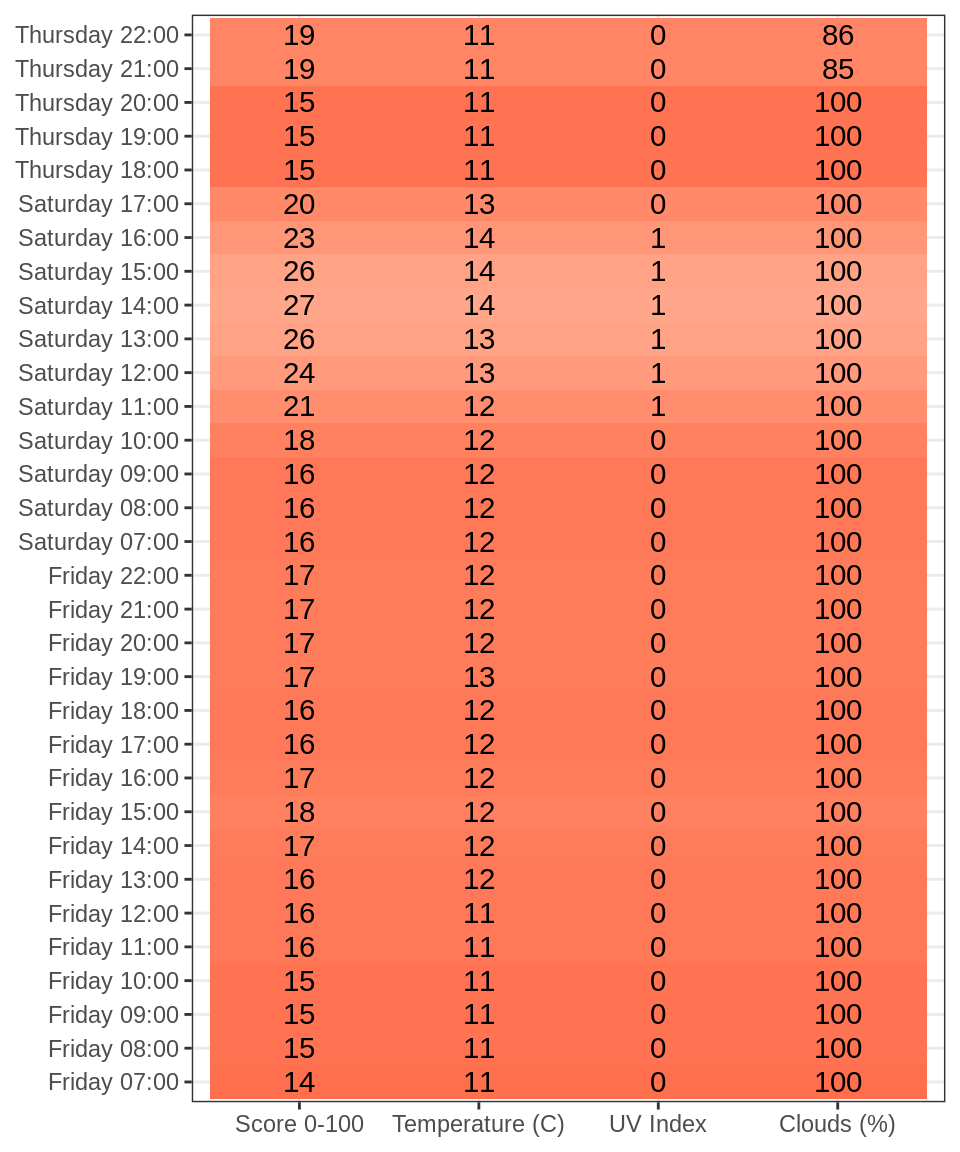 Thursday 22:00 19 11 0 86
Thursday 21:00 19 11 0 85
Thursday 20:00 15 11 0 100
Thursday 19:00 15 11 0 100
Thursday 18:00 15 11 0 100
Saturday 17:00 20 13 0 100
Saturday 16:00 23 14 1 100
Saturday 15:00 26 14 1 100
Saturday 14:00 27 14 1 100
Saturday 13:00 26 13 1 100
Saturday 12:00 24 13 1 100
Saturday 11:00 21 12 1 100
Saturday 10:00 18 12 0 100
Saturday 09:00 16 12 0 100
Saturday 08:00 16 12 0 100
Saturday 07:00 16 12 0 100
Friday 22:00 17 12 0 100
Friday 21:00 17 12 0 100
Friday 20:00 17 12 0 100
Friday 19:00 17 13 0 100
Friday 18:00 16 12 0 100
Friday 17:00 16 12 0 100
Friday 16:00 17 12 0 100
Friday 15:00 18 12 0 100
Friday 14:00 17 12 0 100
Friday 13:00 16 12 0 100
Friday 12:00 16 11 0 100
Friday 11:00 16 11 0 100
Friday 10:00 15 11 0 100
Friday 09:00 15 11 0 100
Friday 08:00 15 11 0 100
Friday 07:00 14 11 0 100
Score 0-100 Temperature (C) UV Index Clouds (%)